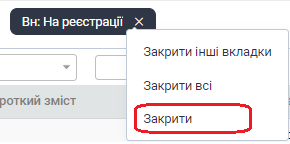 Вн: На реєстрації ×
Закрити інші вкладки
Закрити всі
роткий зміст
Закрити